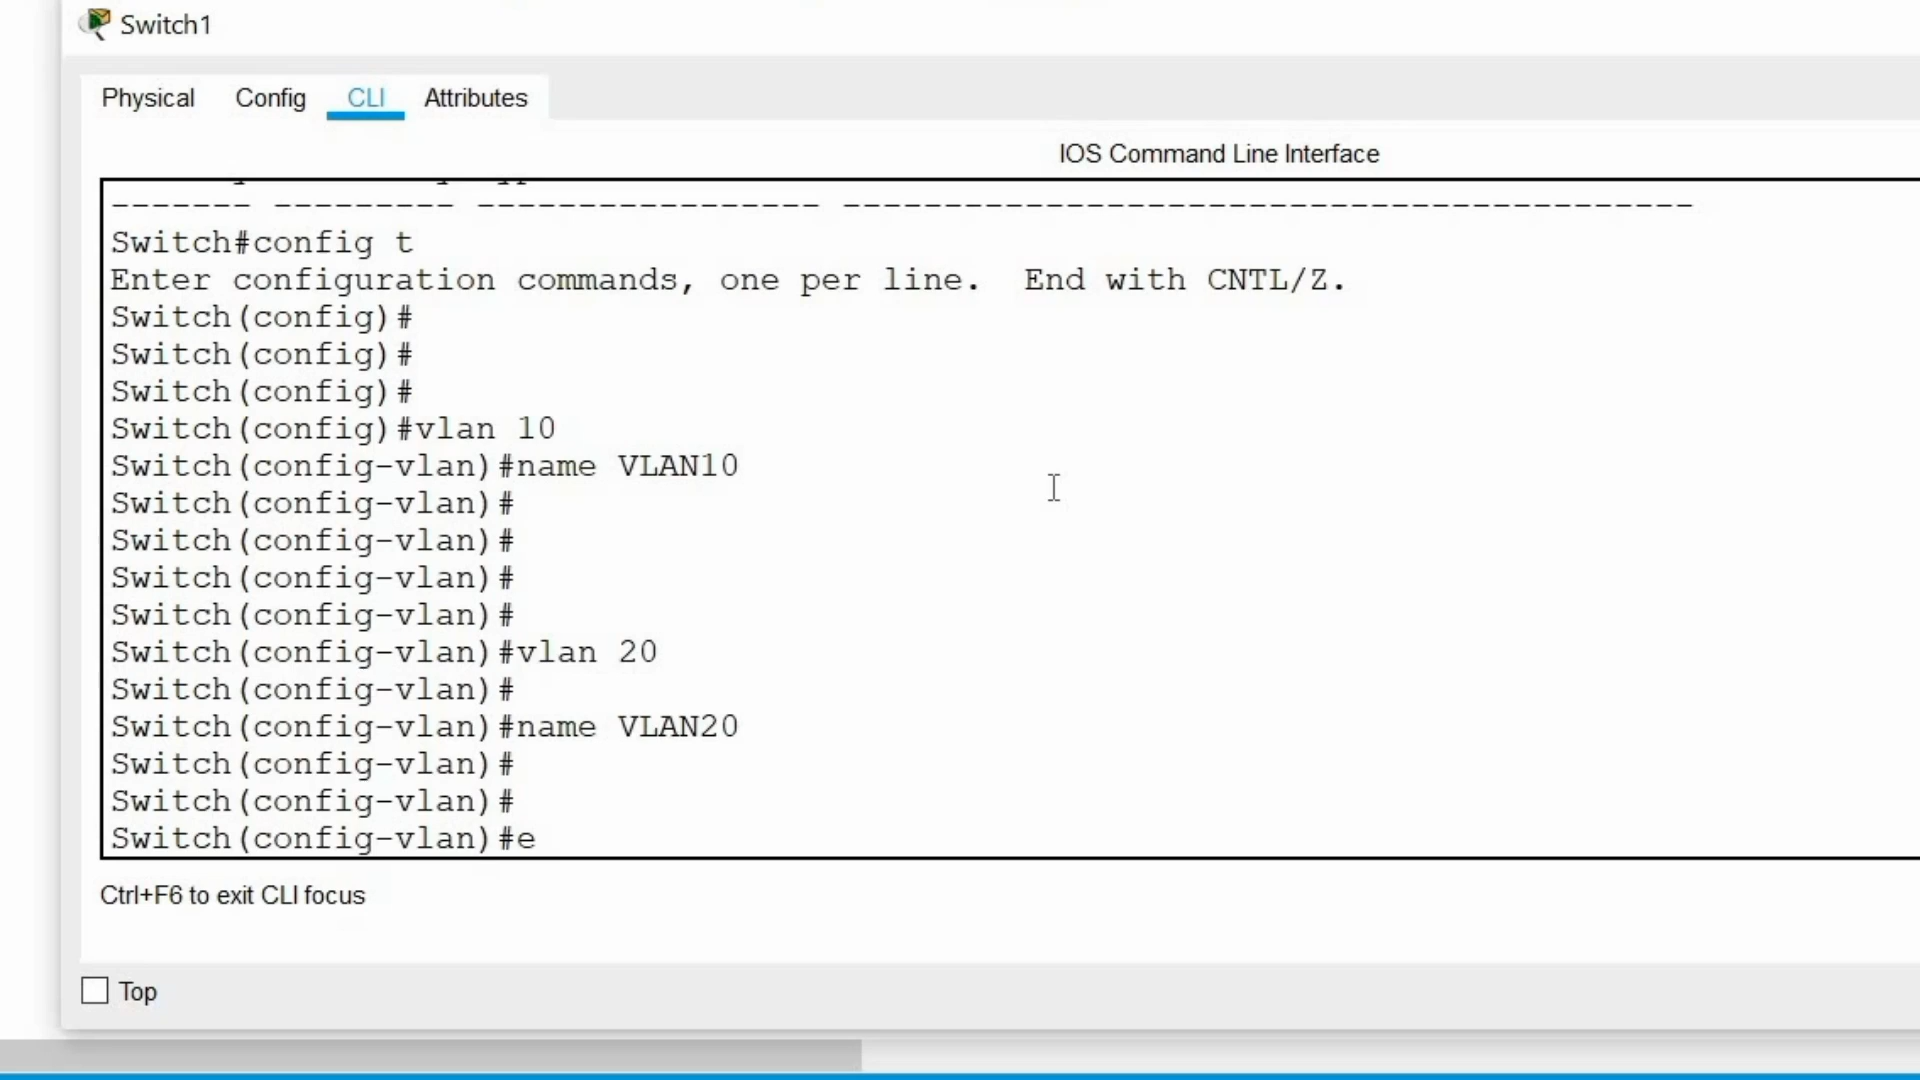 Switch1
Physical Config CLI Attributes
IOS Command Line Interface
------- --------- ----------------- ------------------------------------------
Switch#config t
Enter configuration commands, one per line.  End with CNTL/Z.
Switch(config)#
Switch(config)#
Switch(config)#
Switch(config)#vlan 10
Switch(config-vlan)#name VLAN10
Switch(config-vlan)#
Switch(config-vlan)#
Switch(config-vlan)#
Switch(config-vlan)#
Switch(config-vlan)#vlan 20
Switch(config-vlan)#
Switch(config-vlan)#name VLAN20
Switch(config-vlan)#
Switch(config-vlan)#
Switch(config-vlan)#e
Ctrl+F6 to exit CLI focus
Top